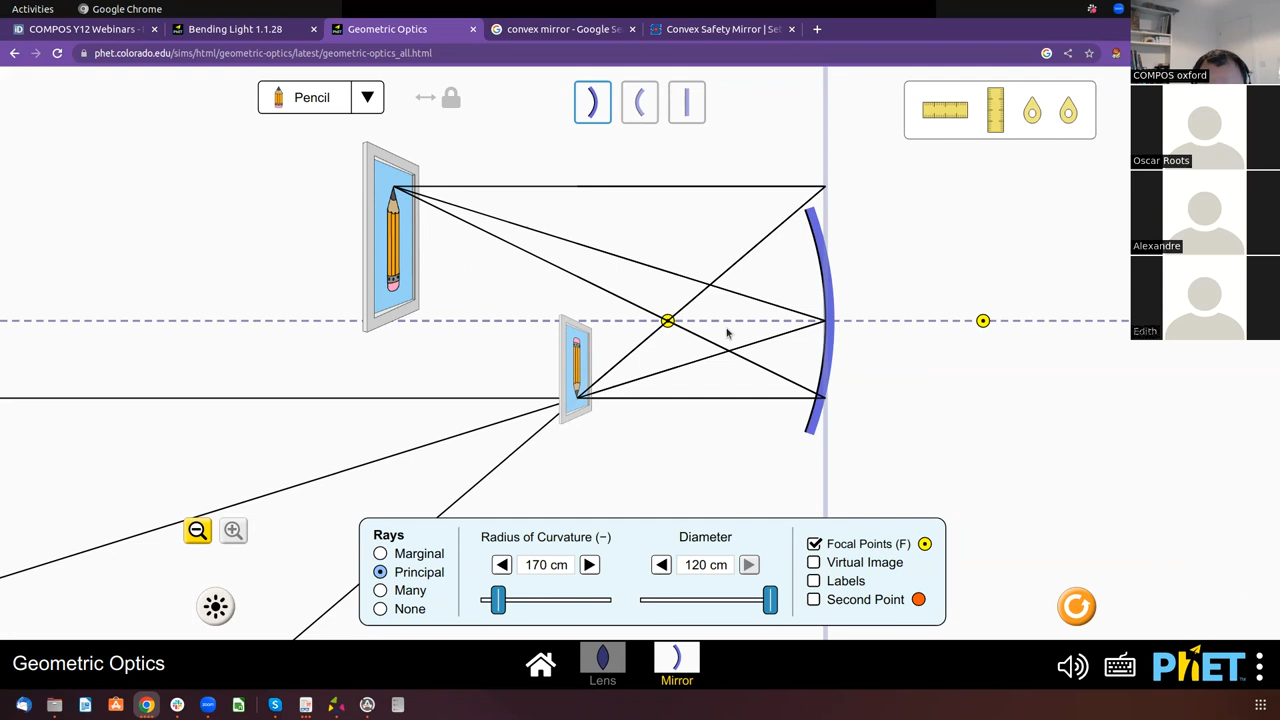 Activities
Google Chrome
COMPOS Y12 Webinars -
Bending Light 1.1.28
Geometric Optics
convex mirror - Google Se
Convex Safety Mirror | Set
phet.colorado.edu/sims/html/geometric-optics/latest/geometric-optics_all.html
COMPOS oxford
Oscar Roots
Alexandre
Edith
Pencil
Rays
Marginal
Principal
Many
None
Radius of Curvature (−)
170 cm
Diameter
120 cm
Focal Points (F)
Virtual Image
Labels
Second Point
Geometric Optics
Lens
Mirror
PhET